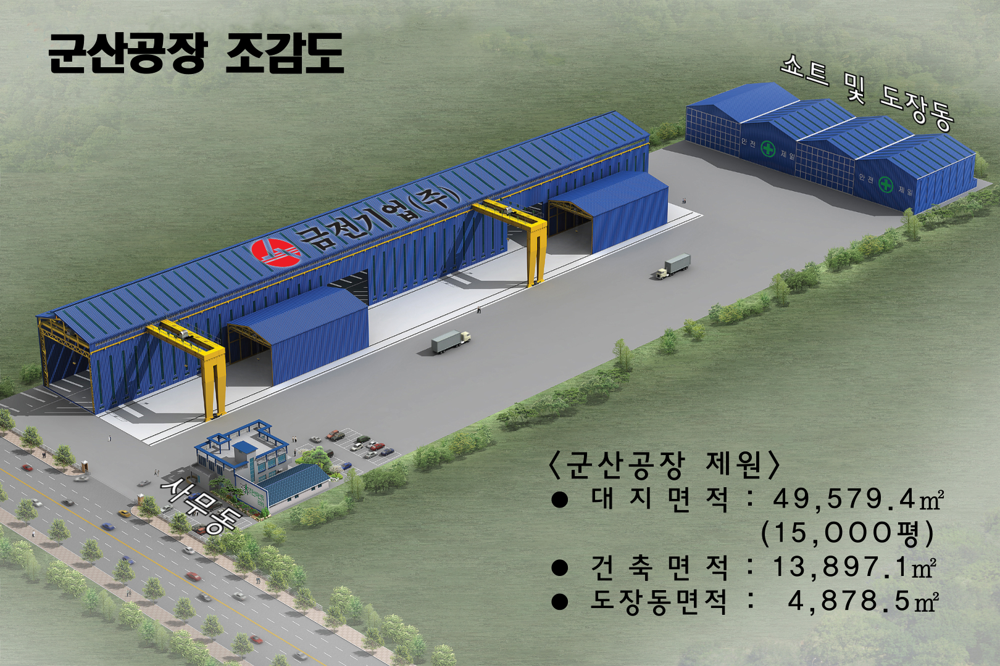 군산공장 조감도
쇼트 및 도장동
안전 제일
안전 제일
금전기업(주)
사무동
<군산공장 제원>
● 대지면적 : 49,579.4㎡
(15,000평)
● 건축면적 : 13,897.1㎡
● 도장동면적 : 4,878.5㎡